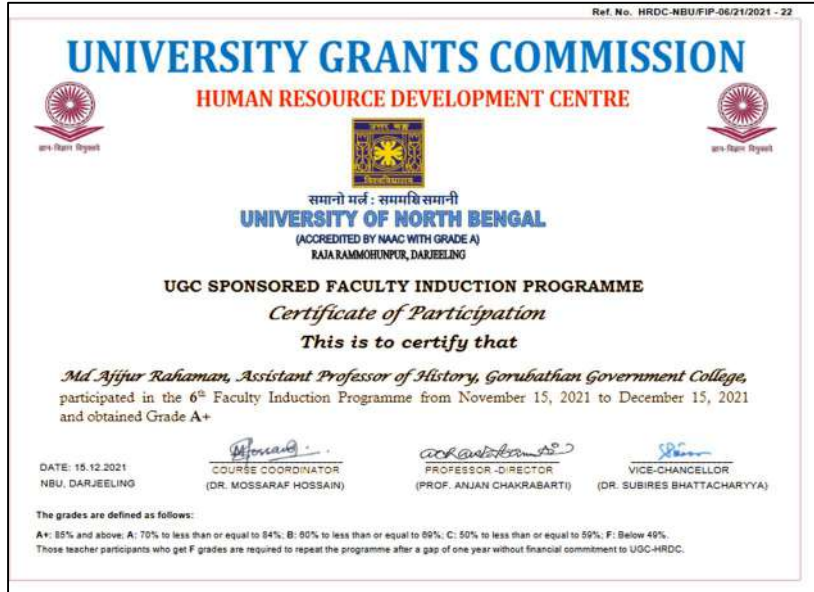 Ref. No. HRDC-NBU/FIP-06/21/2021 - 22
UNIVERSITY GRANTS COMMISSION
HUMAN RESOURCE DEVELOPMENT CENTRE
ज्ञान-विज्ञान विमुक्तये
ज्ञान-विज्ञान विमुक्तये
समानो मन्त्र : समितिः समानी
UNIVERSITY OF NORTH BENGAL
(ACCREDITED BY NAAC WITH GRADE A)
RAJA RAMMOHUNPUR, DARJEELING
UGC SPONSORED FACULTY INDUCTION PROGRAMME
Certificate of Participation
This is to certify that
Md Ajijur Rahaman, Assistant Professor of History, Gorubathan Government College,
participated in the 6th Faculty Induction Programme from November 15, 2021 to December 15, 2021
and obtained Grade A+
DATE: 15.12.2021
NBU, DARJEELING
COURSE COORDINATOR
(DR. MOSSARAF HOSSAIN)
PROFESSOR -DIRECTOR
(PROF. ANJAN CHAKRABARTI)
VICE-CHANCELLOR
(DR. SUBIRES BHATTACHARYYA)
The grades are defined as follows:
A+: 85% and above; A: 70% to less than or equal to 84%; B: 60% to less than or equal to 69%; C: 50% to less than or equal to 59%; F: Below 49%.
Those teacher participants who get F grades are required to repeat the programme after a gap of one year without financial commitment to UGC-HRDC.